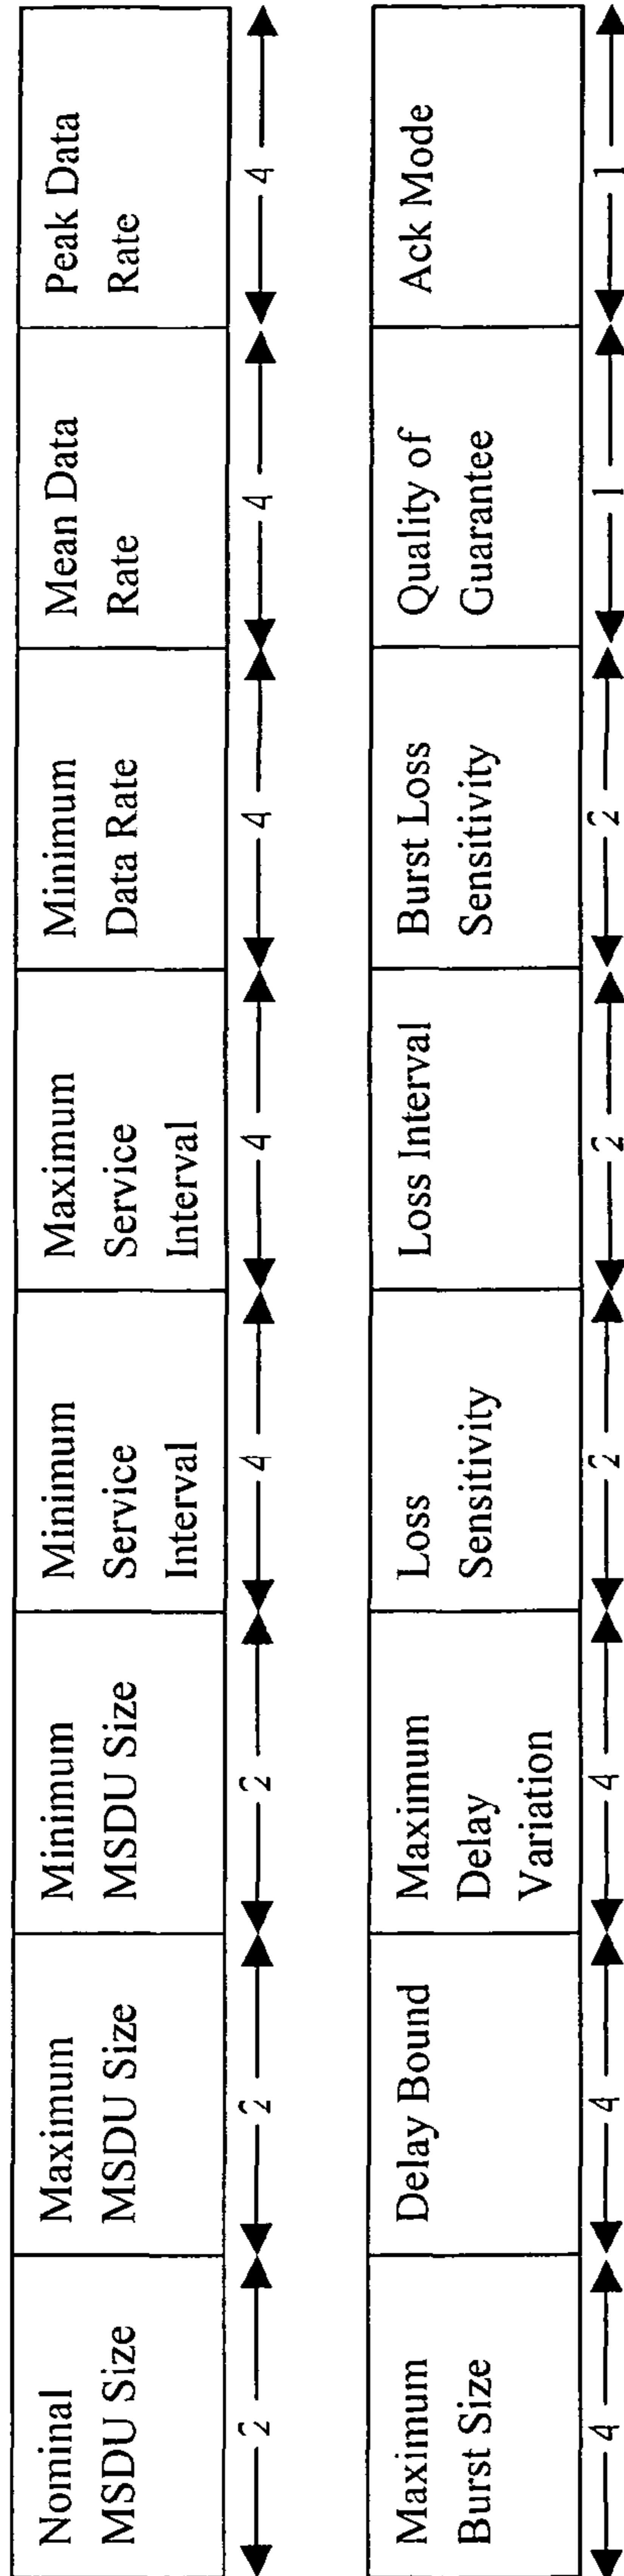 Nominal
MSDU Size
Maximum
MSDU Size
Minimum
MSDU Size
Minimum
Service
Interval
Maximum
Service
Interval
Minimum
Data Rate
Mean Data
Rate
Peak Data
Rate
2
2
2
4
4
4
4
4
Maximum
Burst Size
Delay Bound
Maximum
Delay
Variation
Loss
Sensitivity
Loss Interval
Burst Loss
Sensitivity
Quality of
Guarantee
Ack Mode
4
4
4
2
2
2
1
1